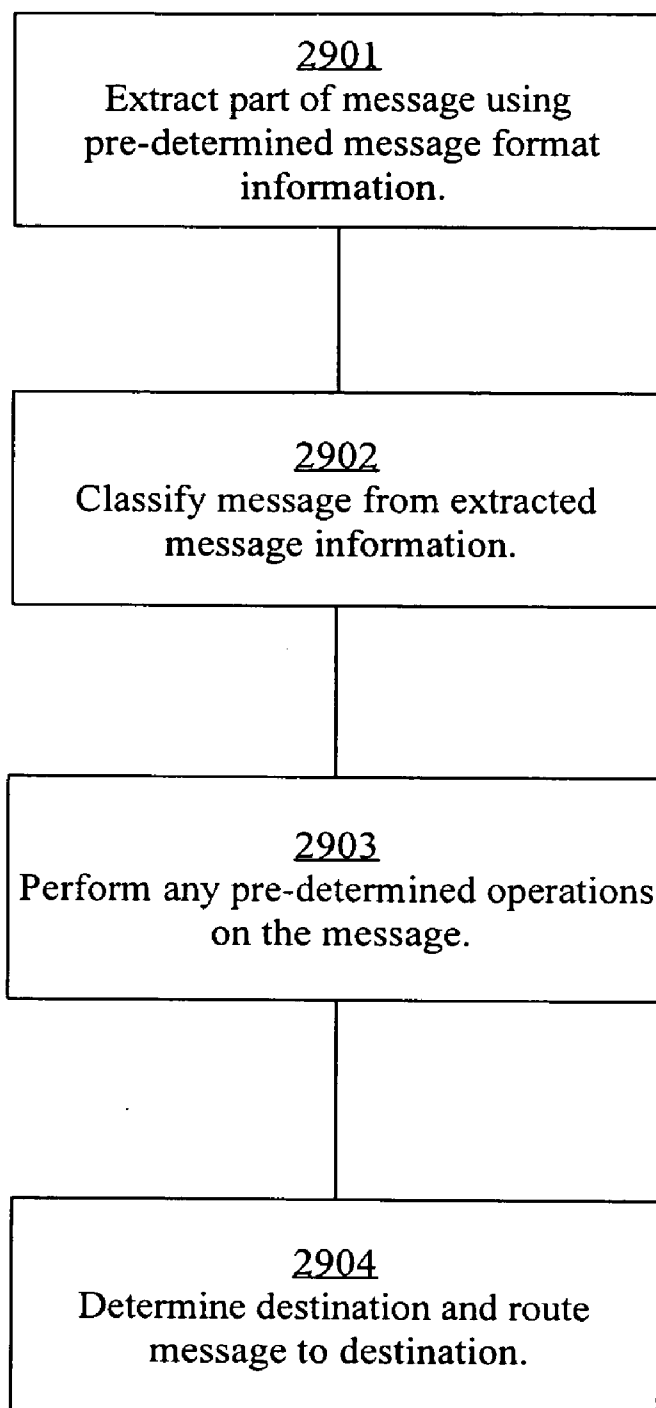 2901
Extract part of message using
pre-determined message format
information.
2902
Classify message from extracted
message information.
2903
Perform any pre-determined operations
on the message.
2904
Determine destination and route
message to destination.